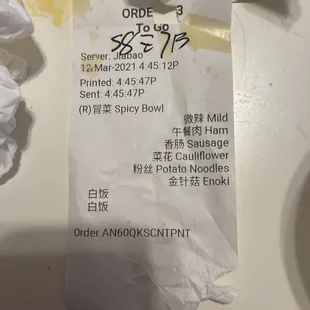 ORDE 3
To Go
Server: Jiabao
12-Mar-2021 4:45:12P
Printed: 4:45:47P
Sent: 4:45:47P
(R)冒菜 Spicy Bowl
微辣 Mild
午餐肉 Ham
香肠 Sausage
菜花 Cauliflower
粉丝 Potato Noodles
金针菇 Enoki
白饭
白饭
Order AN60QKSCNTPNT